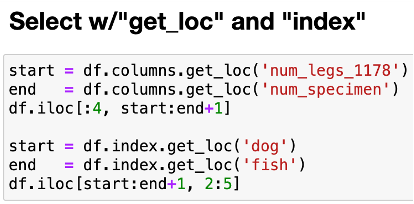 Select w/"get_loc" and "index"
start = df.columns.get_loc('num_legs_1178')
end   = df.columns.get_loc('num_specimen')
df.iloc[:4, start:end+1]

start = df.index.get_loc('dog')
end   = df.index.get_loc('fish')
df.iloc[start:end+1, 2:5]